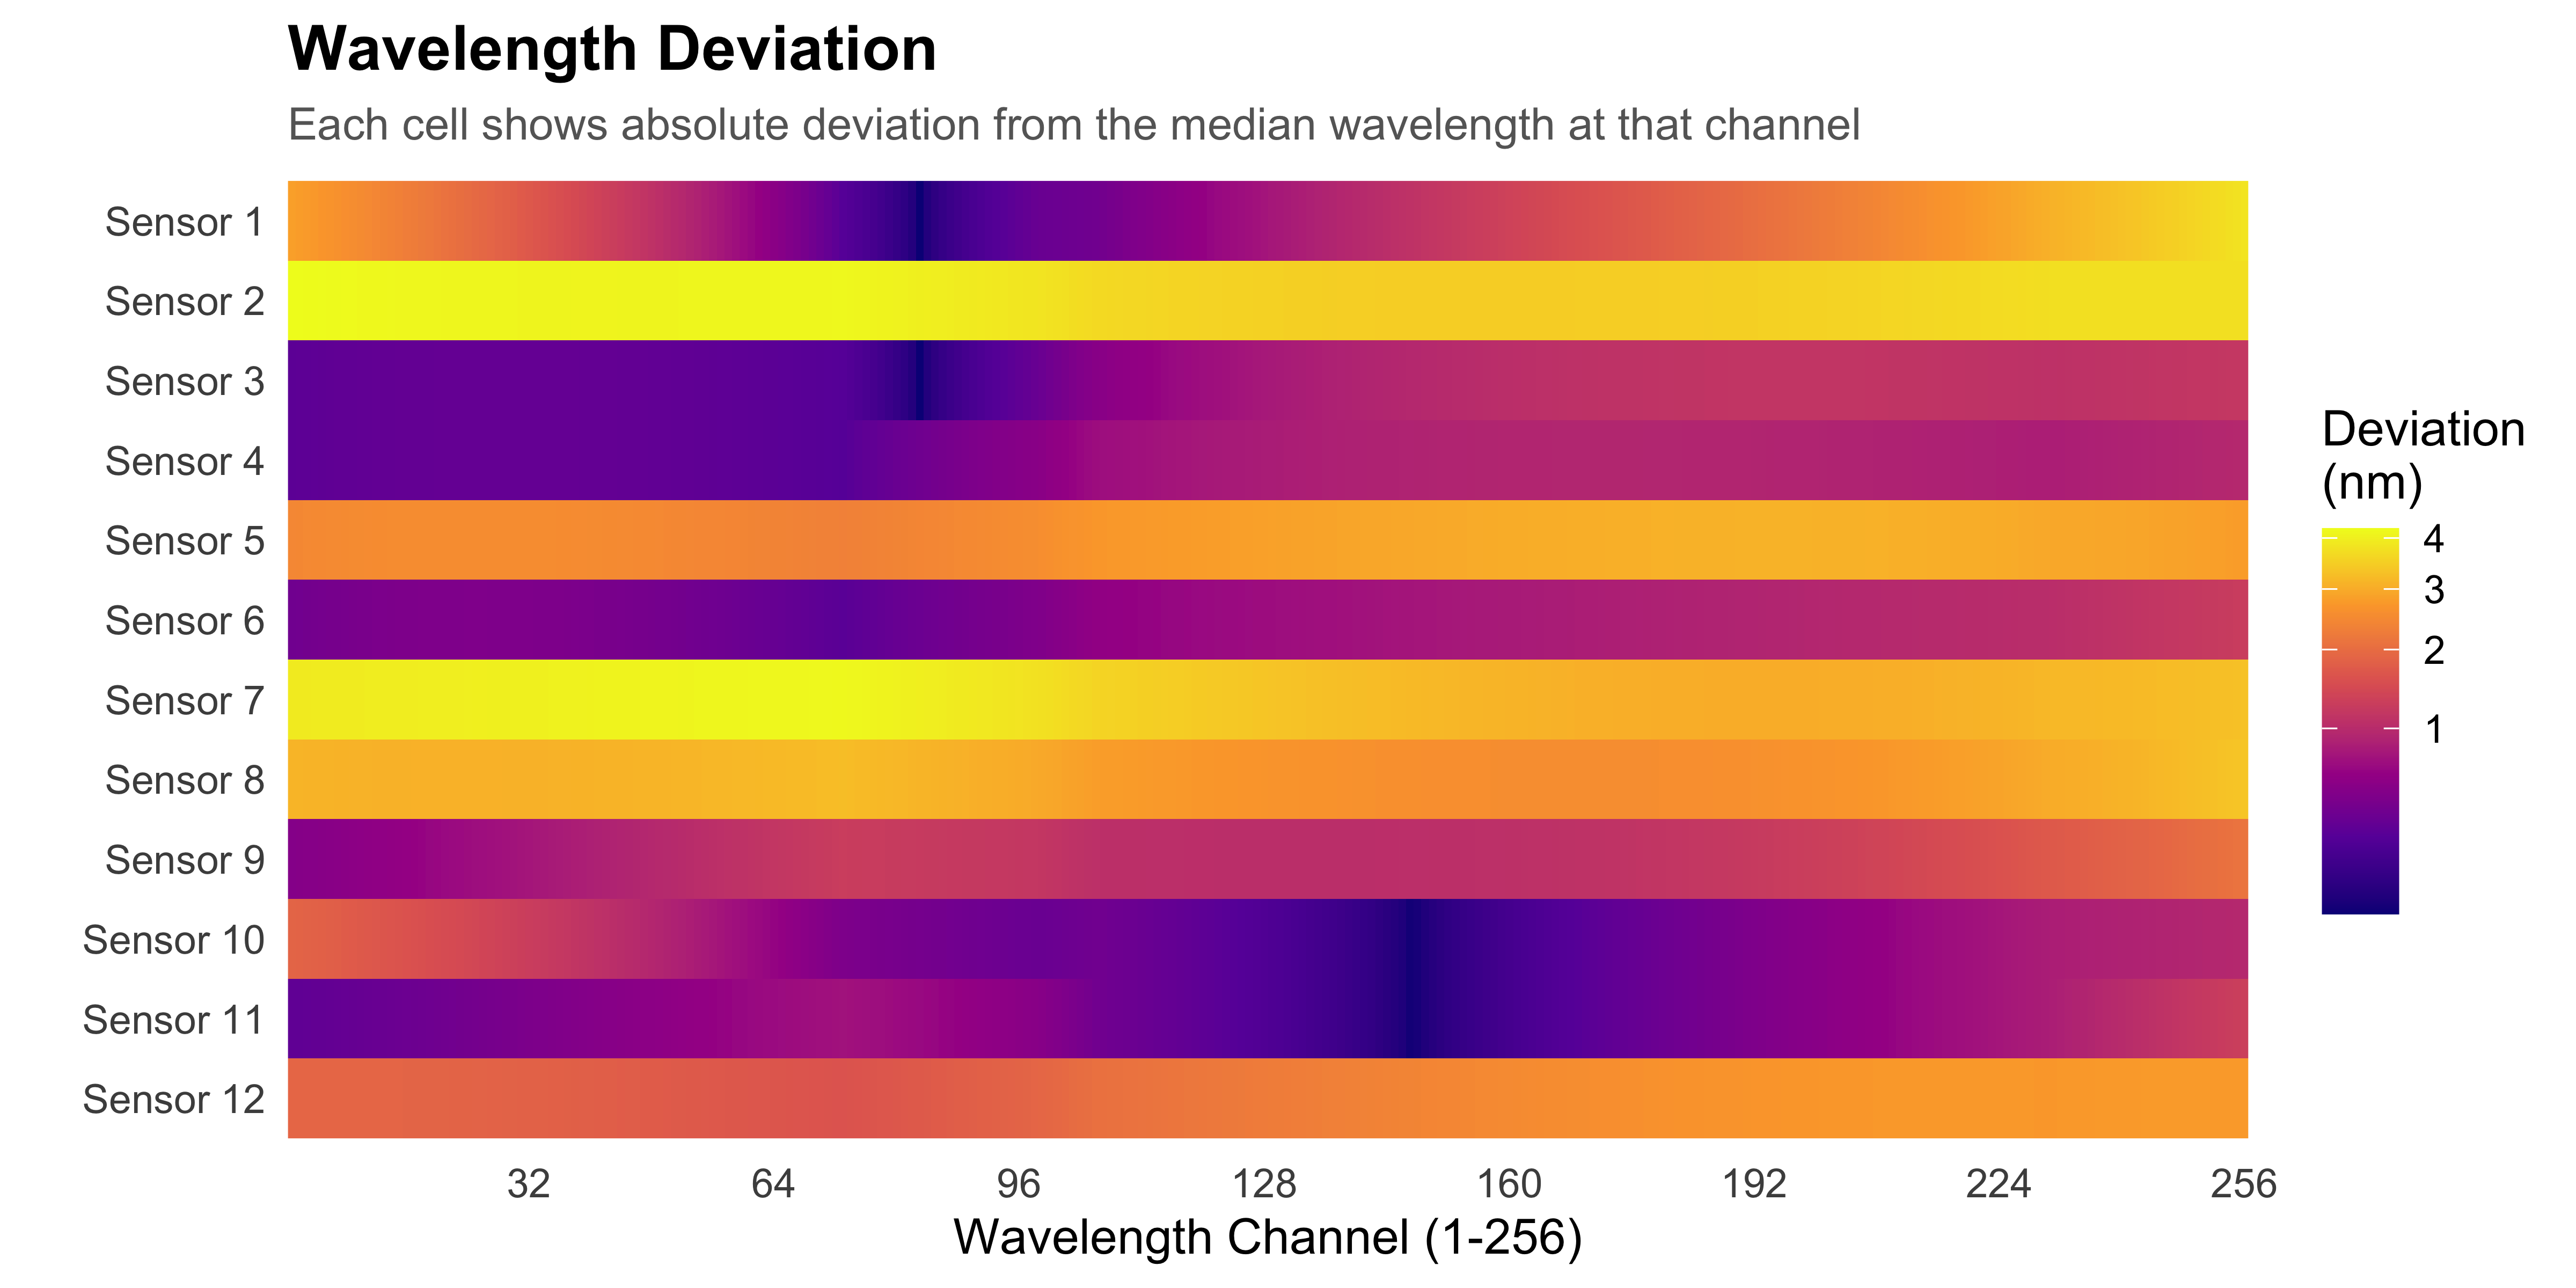 Wavelength Deviation
Each cell shows absolute deviation from the median wavelength at that channel
Sensor 1
Sensor 2
Sensor 3
Sensor 4
Sensor 5
Sensor 6
Sensor 7
Sensor 8
Sensor 9
Sensor 10
Sensor 11
Sensor 12
32 64 96 128 160 192 224 256
Wavelength Channel (1-256)
Deviation
(nm)
4
3
2
1